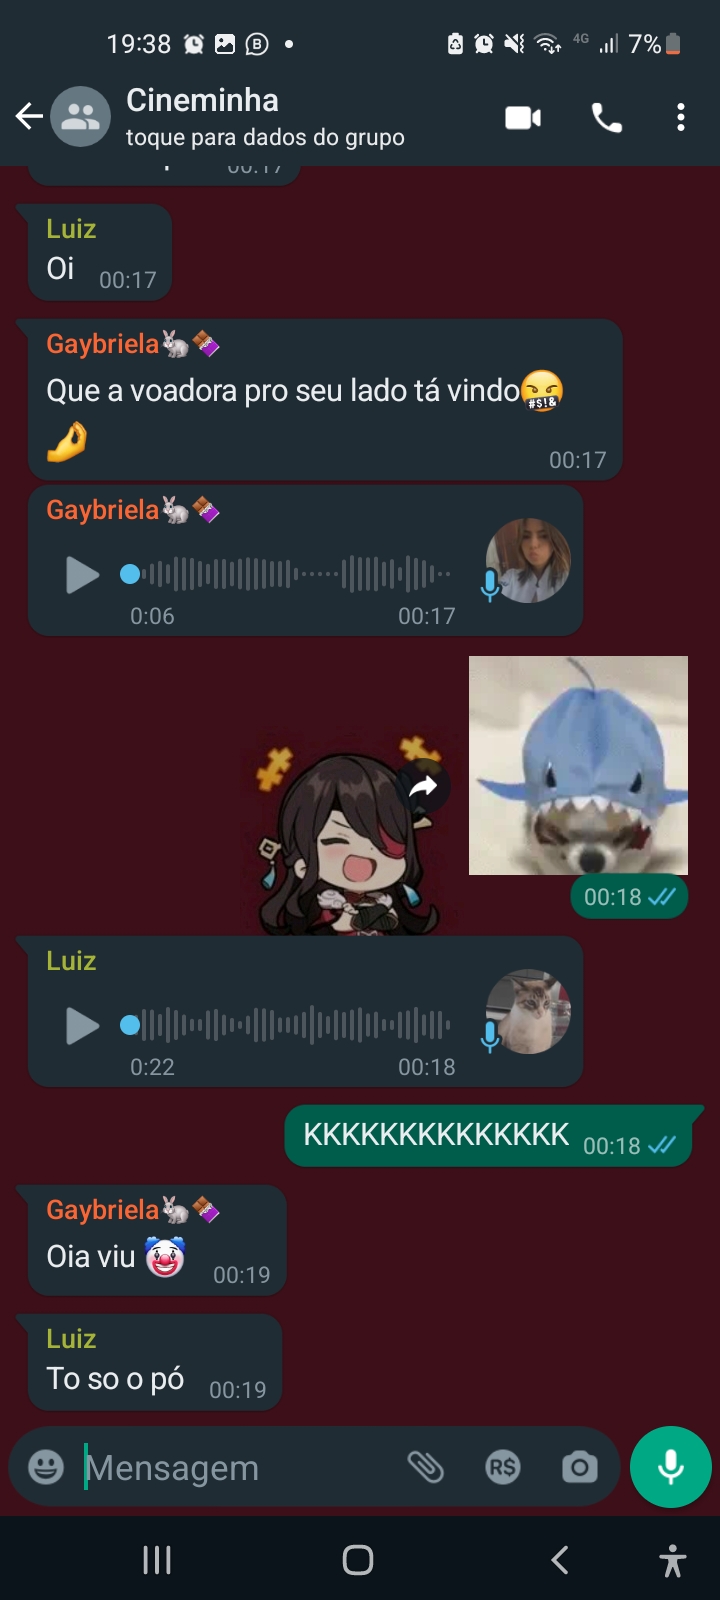 19:38 B 4G 7%
Cineminha
toque para dados do grupo
00:17
Luiz
Oi 00:17
Gaybriela🐇🍫
Que a voadora pro seu lado tá vindo🤬
🤌 00:17
Gaybriela🐇🍫
0:06 00:17
00:18
Luiz
0:22 00:18
KKKKKKKKKKKKKK 00:18
Gaybriela🐇🍫
Oia viu 🤡 00:19
Luiz
To so o pó 00:19
Mensagem R$